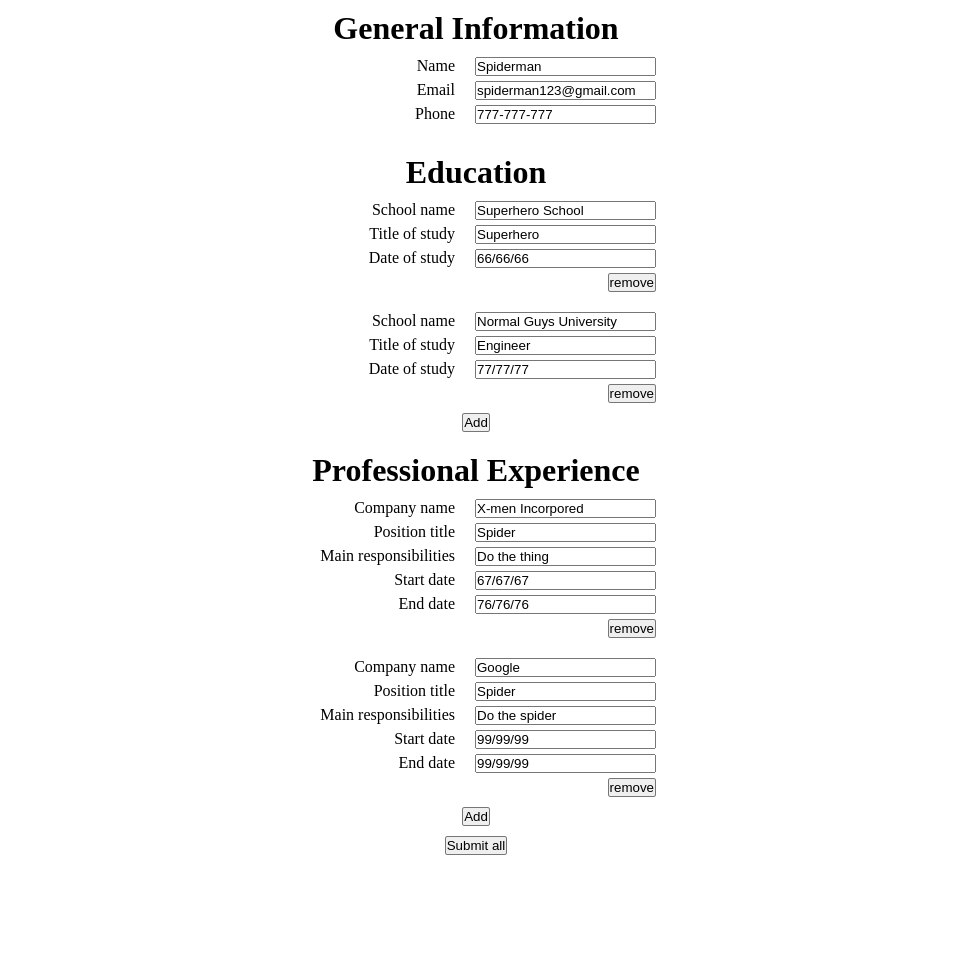 General Information
Name Spiderman
Email spiderman123@gmail.com
Phone 777-777-777
Education
School name Superhero School
Title of study Superhero
Date of study 66/66/66
remove
School name Normal Guys University
Title of study Engineer
Date of study 77/77/77
remove
Add
Professional Experience
Company name X-men Incorpored
Position title Spider
Main responsibilities Do the thing
Start date 67/67/67
End date 76/76/76
remove
Company name Google
Position title Spider
Main responsibilities Do the spider
Start date 99/99/99
End date 99/99/99
remove
Add
Submit all